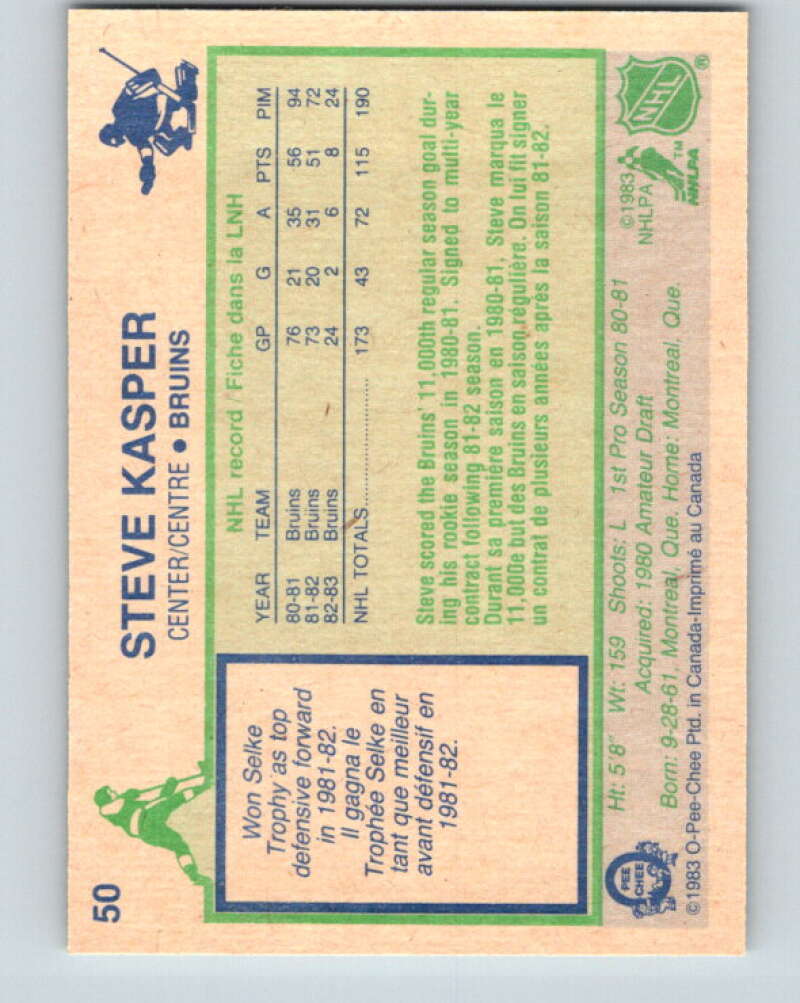 50
STEVE KASPER
CENTER/CENTRE • BRUINS
Won Selke
Trophy as top
defensive forward
in 1981-82.
Il gagna le
Trophée Selke en
tant que meilleur
avant défensif en
1981-82.
NHL record / Fiche dans la LNH
YEAR TEAM GP G A PTS PIM
80-81 Bruins 76 21 35 56 94
81-82 Bruins 73 20 31 51 72
82-83 Bruins 24 2 6 8 24
NHL TOTALS.................... 173 43 72 115 190
Steve scored the Bruins' 11,000th regular season goal dur-
ing his rookie season in 1980-81. Signed to multi-year
contract following 81-82 season.
Durant sa première saison en 1980-81, Steve marqua le
11,000e but des Bruins en saison régulière. On lui fit signer
un contrat de plusieurs années après la saison 81-82.
Ht: 5'8" Wt: 159 Shoots: L 1st Pro Season 80-81
Acquired: 1980 Amateur Draft
Born: 9-28-61, Montreal, Que. Home: Montreal, Que.
©1983 O-Pee-Chee Ptd. in Canada-Imprimé au Canada
O PEE CHEE
©1983
NHLPA
NHLPA
TM
NHL
®